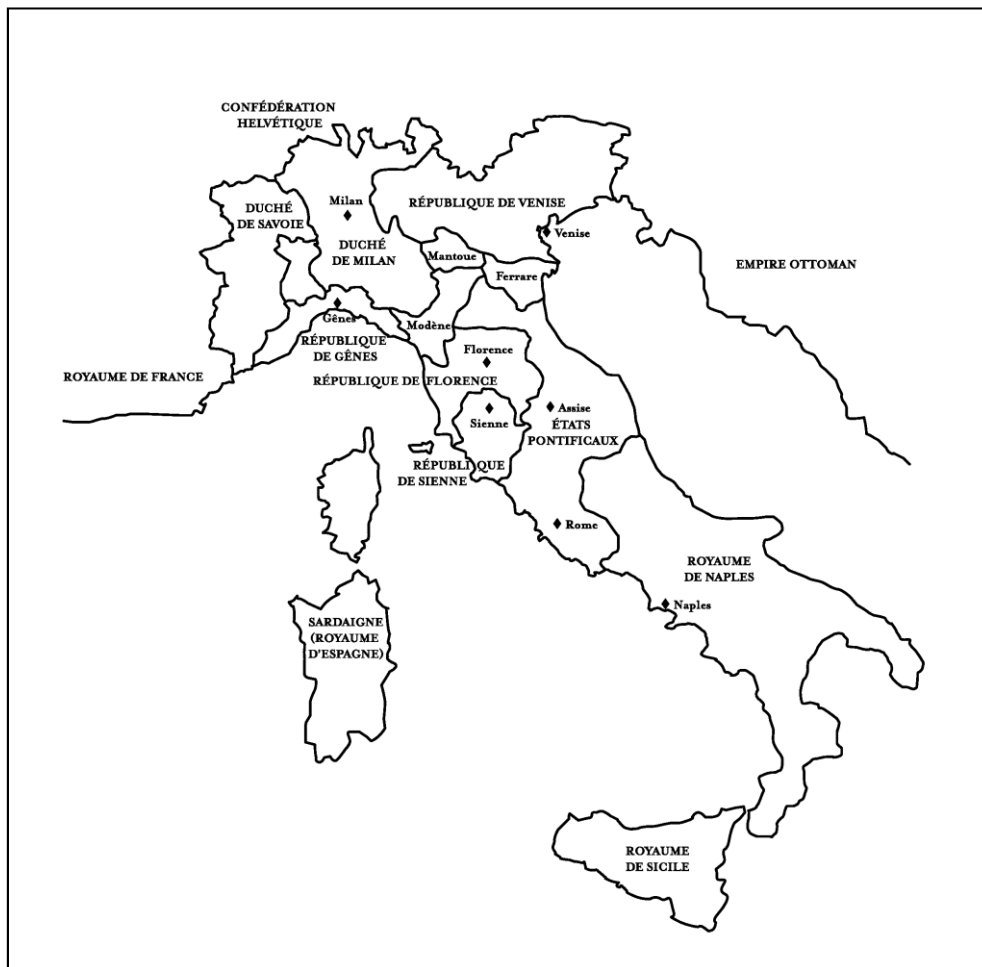 CONFÉDÉRATION
HELVÉTIQUE
Milan
DUCHÉ
DE SAVOIE
RÉPUBLIQUE DE VENISE
Venise
DUCHÉ
DE MILAN
Mantoue
EMPIRE OTTOMAN
Ferrare
Gênes
Modène
RÉPUBLIQUE
DE GÊNES
Florence
ROYAUME DE FRANCE
RÉPUBLIQUE DE FLORENCE
Assise
Sienne
ÉTATS
PONTIFICAUX
RÉPUBLIQUE
DE SIENNE
Rome
ROYAUME
DE NAPLES
Naples
SARDAIGNE
(ROYAUME
D'ESPAGNE)
ROYAUME
DE SICILE